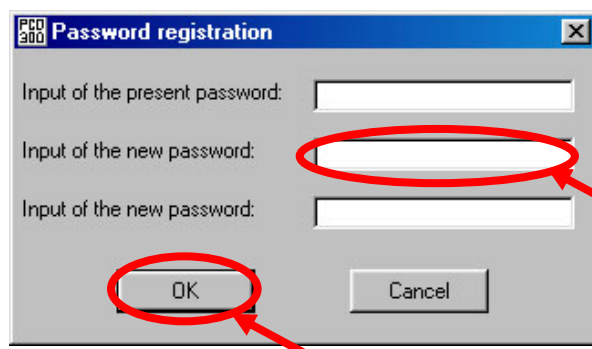 PCD 300 Password registration
Input of the present password:
Input of the new password:
Input of the new password:
OK Cancel